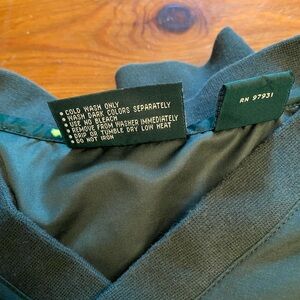 • COLD WASH ONLY
• WASH DARK COLORS SEPARATELY
• USE NO BLEACH
• REMOVE FROM WASHER IMMEDIATELY
• DRIP OR TUMBLE DRY LOW HEAT
• DO NOT IRON
RN 97931